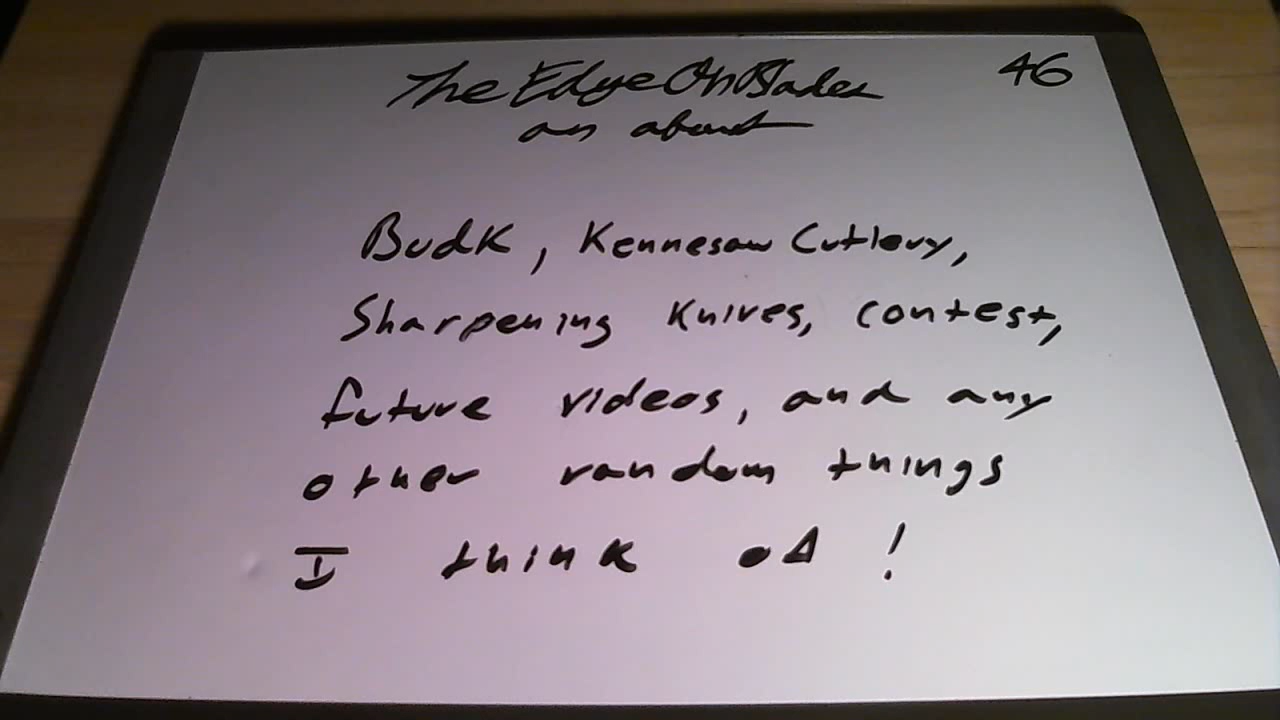 The EdgeOnBlades 46
on about
BudK, Kennesaw Cutlery,
Sharpening Knives, contest,
future videos, and any
other random things
I think of!